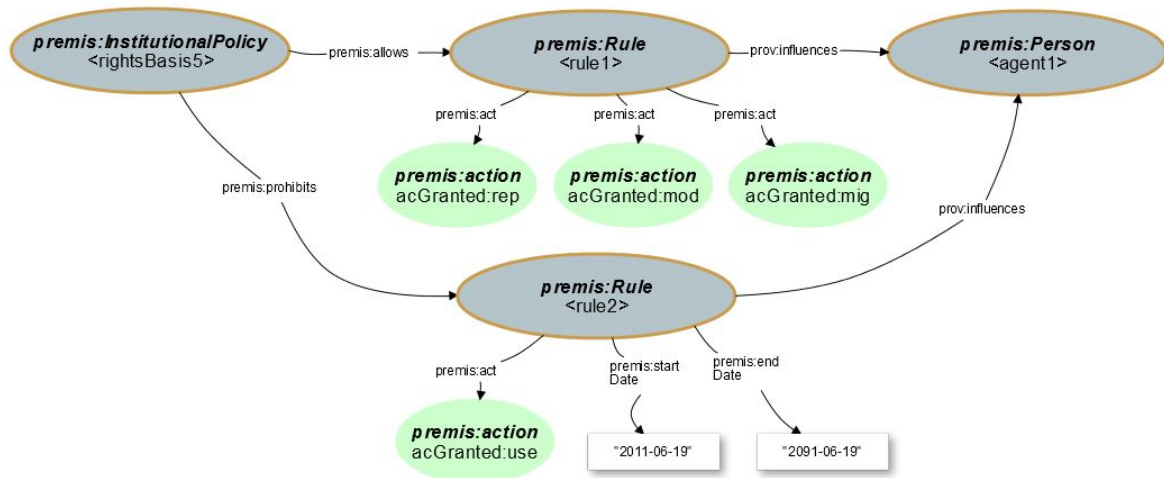 premis:InstitutionalPolicy
<rightsBasis5>
premis:allows
premis:Rule
<rule1>
prov:influences
premis:Person
<agent1>
premis:act
premis:act
premis:act
premis:action
acGranted:rep
premis:action
acGranted:mod
premis:action
acGranted:mig
premis:prohibits
prov:influences
premis:Rule
<rule2>
premis:act
premis:start
Date
premis:end
Date
premis:action
acGranted:use
"2011-06-19"
"2091-06-19"